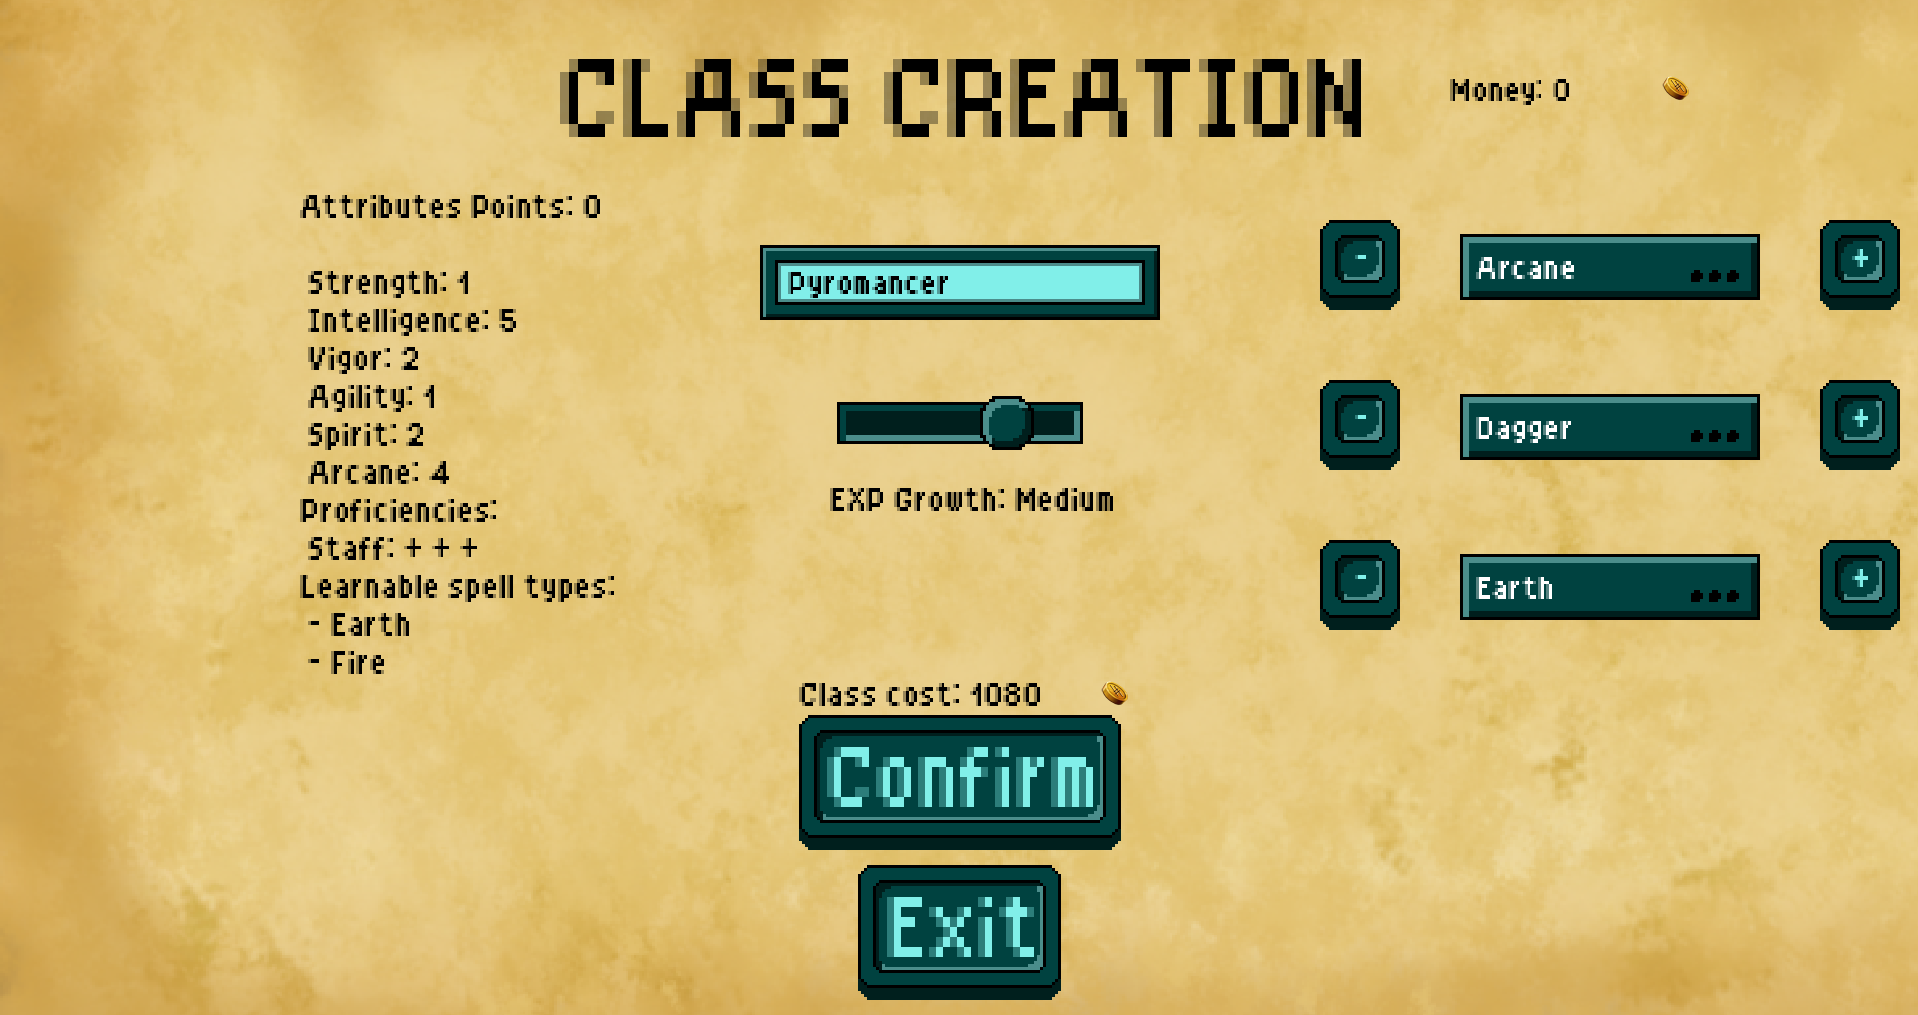 CLASS CREATION
Money: 0
Attributes Points: 0
Strength: 1
Intelligence: 5
Vigor: 2
Agility: 1
Spirit: 2
Arcane: 4
Proficiencies:
Staff: + + +
Learnable spell types:
- Earth
- Fire
Pyromancer
EXP Growth: Medium
Class cost: 1080
Confirm
Exit
- Arcane ... +
- Dagger ... +
- Earth ... +